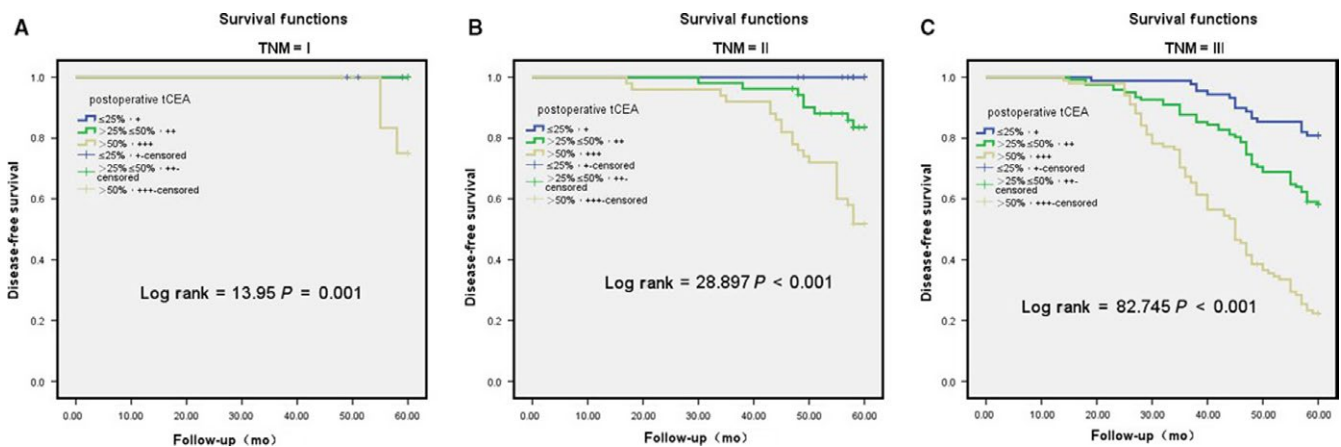 A
Survival functions
TNM = I
postoperative tCEA
≤25% · +
>25%≤50% · ++
>50% · +++
≤25% · +-censored
>25%≤50% · ++-
censored
>50% · +++-censored
Log rank = 13.95 P = 0.001
Disease-free survival
1.0
0.8
0.6
0.4
0.2
0.0
0.00 10.00 20.00 30.00 40.00 50.00 60.00
Follow-up (mo)
B
Survival functions
TNM = II
postoperative tCEA
≤25% · +
>25%≤50% · ++
>50% · +++
≤25% · +-censored
>25%≤50% · ++-
censored
>50% · +++-censored
Log rank = 28.897 P < 0.001
Disease-free survival
1.0
0.8
0.6
0.4
0.2
0.0
0.00 10.00 20.00 30.00 40.00 50.00 60.00
Follow-up (mo)
C
Survival functions
TNM = III
postoperative tCEA
≤25% · +
>25%≤50% · ++
>50% · +++
≤25% · +-censored
>25%≤50% · ++-
censored
>50% · +++-censored
Log rank = 82.745 P < 0.001
Disease-free survival
1.0
0.8
0.6
0.4
0.2
0.0
0.00 10.00 20.00 30.00 40.00 50.00 60.00
Follow-up (mo)